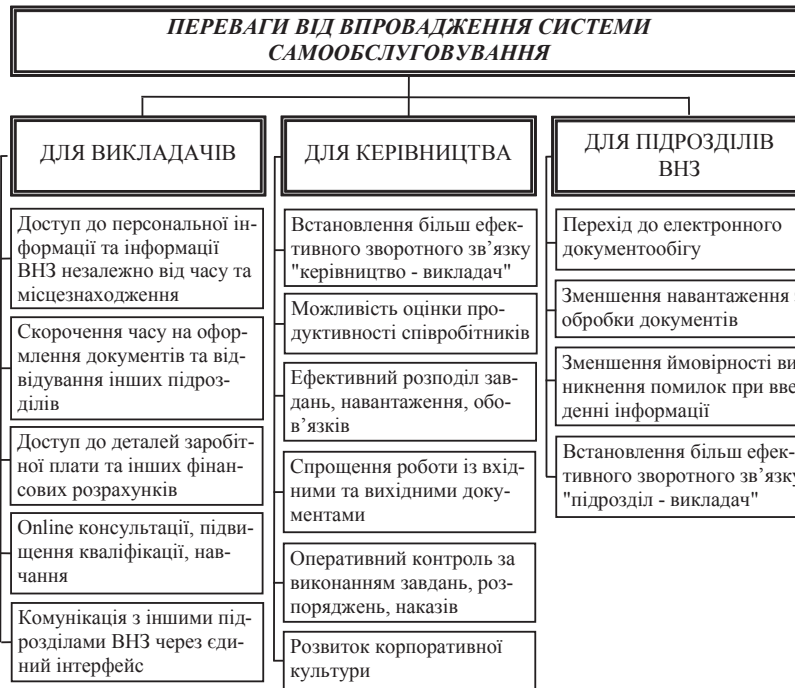 ПЕРЕВАГИ ВІД ВПРОВАДЖЕННЯ СИСТЕМИ
САМООБСЛУГОВУВАННЯ
ДЛЯ ВИКЛАДАЧІВ
Доступ до персональної ін-
формації та інформації
ВНЗ незалежно від часу та
місцезнаходження
Скорочення часу на офор-
млення документів та від-
відування інших підроз-
ділів
Доступ до деталей заробіт-
ної плати та інших фінан-
сових розрахунків
Online консультації, підви-
щення кваліфікації, нав-
чання
Комунікація з іншими під-
розділами ВНЗ через єди-
ний інтерфейс
ДЛЯ КЕРІВНИЦТВА
Встановлення більш ефек-
тивного зворотного зв’язку
"керівництво - викладач"
Можливість оцінки про-
дуктивності співробітників
Ефективний розподіл зав-
дань, навантаження, обо-
в’язків
Спрощення роботи із вхід-
ними та вихідними доку-
ментами
Оперативний контроль за
виконанням завдань, роз-
поряджень, наказів
Розвиток корпоративної
культури
ДЛЯ ПІДРОЗДІЛІВ
ВНЗ
Перехід до електронного
документообігу
Зменшення навантаження
обробки документів
Зменшення ймовірності ви
никнення помилок при вве
денні інформації
Встановлення більш ефек-
тивного зворотного зв’язку
"підрозділ - викладач"